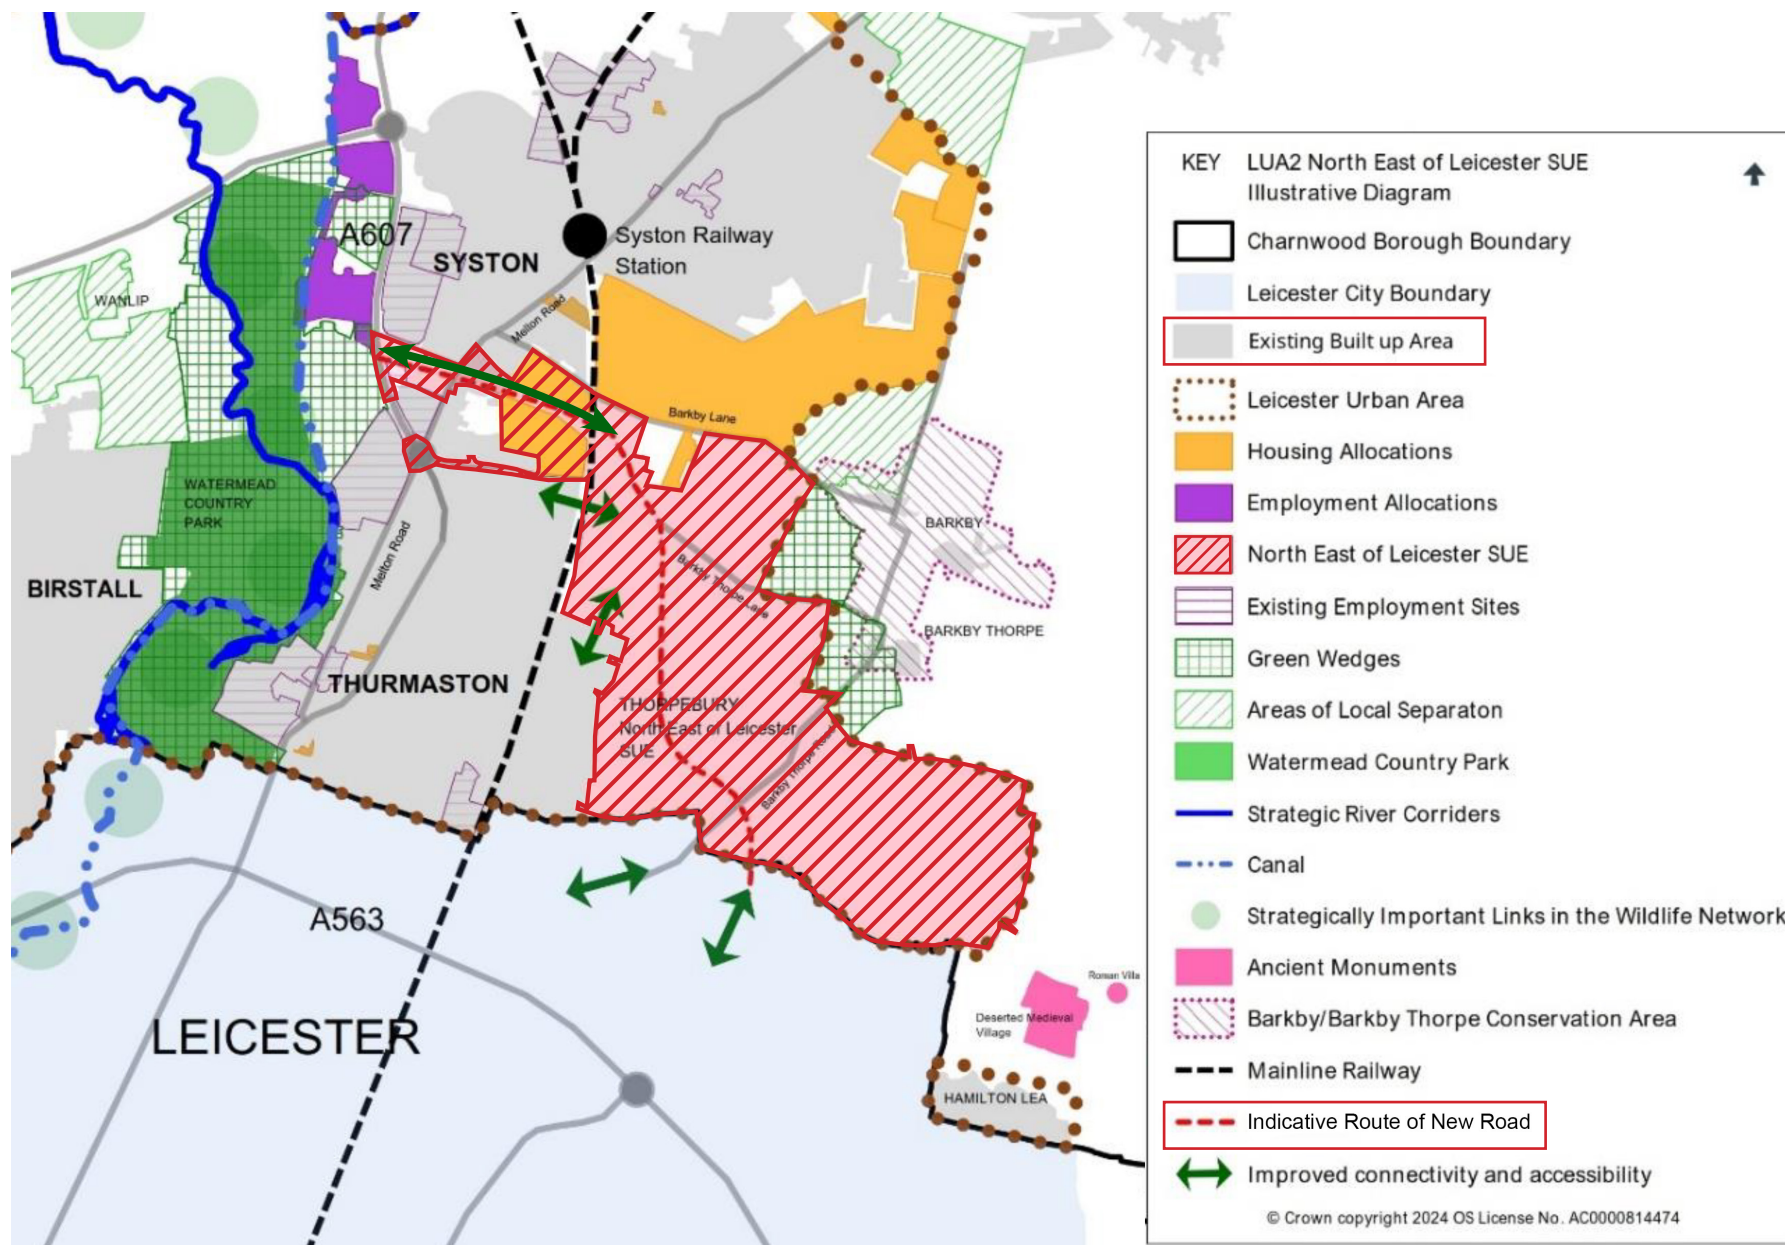 A607
SYSTON
Syston Railway
Station
WANLIP
Melton Road
Barkby Lane
WATERMEAD
COUNTRY
PARK
BARKBY
BIRSTALL
Melton Road
Barkby Thorpe Lane
BARKBY THORPE
THURMASTON
THORPEBURY
North East of Leicester
SUE
Barkby Thorpe Road
A563
LEICESTER
Roman Villa
Deserted Medieval
Village
HAMILTON LEA
KEY
LUA2 North East of Leicester SUE
Illustrative Diagram
Charnwood Borough Boundary
Leicester City Boundary
Existing Built up Area
Leicester Urban Area
Housing Allocations
Employment Allocations
North East of Leicester SUE
Existing Employment Sites
Green Wedges
Areas of Local Separaton
Watermead Country Park
Strategic River Corriders
Canal
Strategically Important Links in the Wildlife Network
Ancient Monuments
Barkby/Barkby Thorpe Conservation Area
Mainline Railway
Indicative Route of New Road
Improved connectivity and accessibility
© Crown copyright 2024 OS License No. AC0000814474